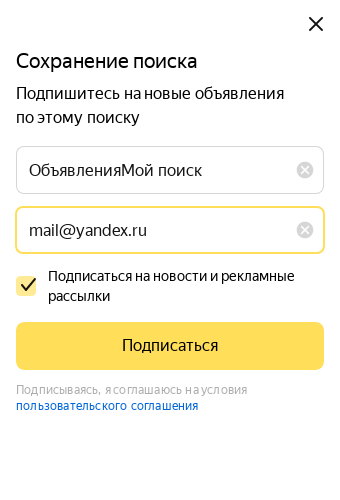 Сохранение поиска
Подпишитесь на новые объявления
по этому поиску
ОбъявленияМой поиск
mail@yandex.ru
Подписаться на новости и рекламные
рассылки
Подписаться
Подписываясь, я соглашаюсь на условия
пользовательского соглашения